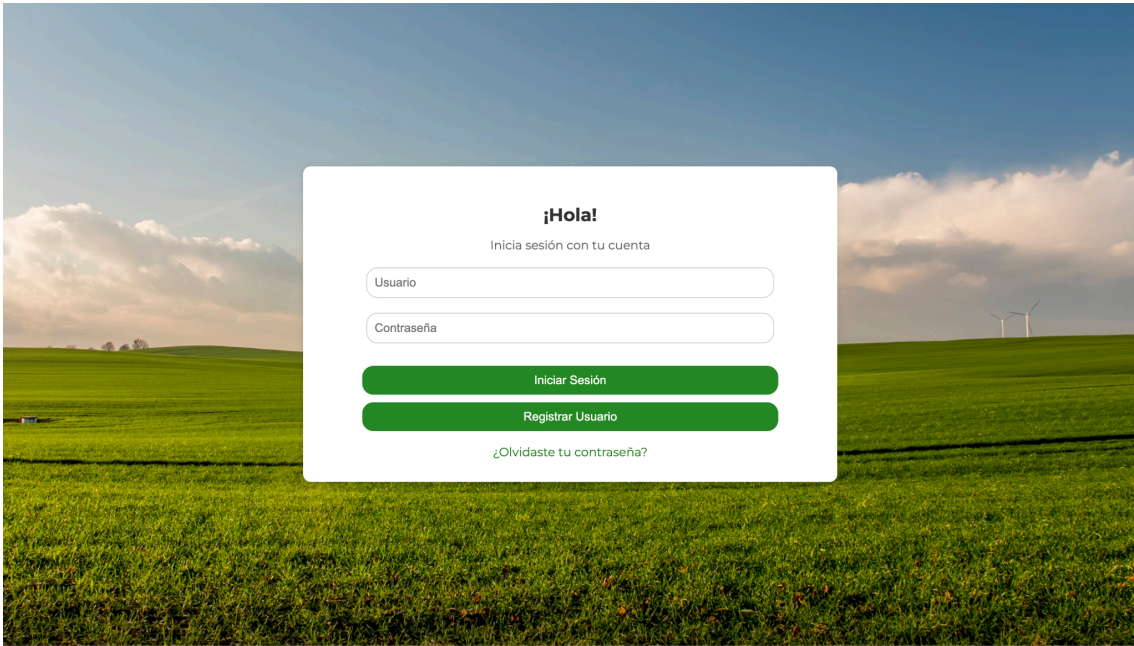 ¡Hola!
Inicia sesión con tu cuenta
Usuario
Contraseña
Iniciar Sesión
Registrar Usuario
¿Olvidaste tu contraseña?